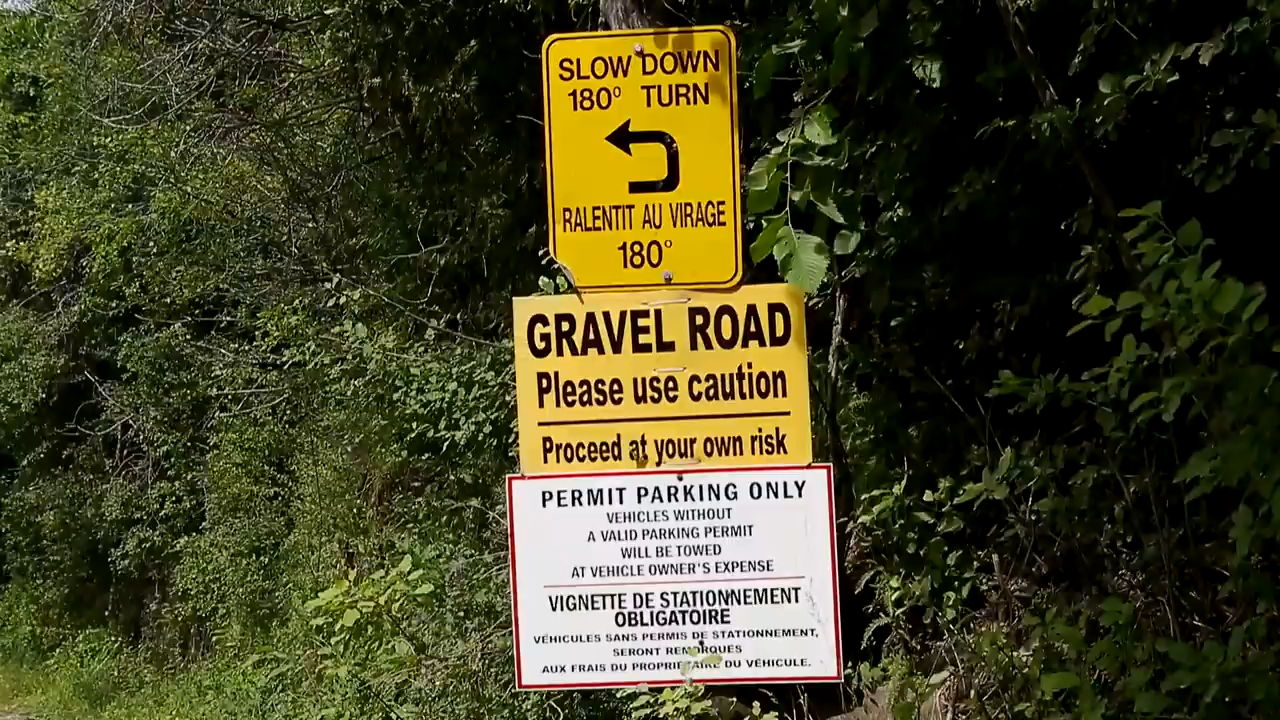 SLOW DOWN
180° TURN
RALENTIT AU VIRAGE
180°
GRAVEL ROAD
Please use caution
Proceed at your own risk
PERMIT PARKING ONLY
VEHICLES WITHOUT
A VALID PARKING PERMIT
WILL BE TOWED
AT VEHICLE OWNER'S EXPENSE
VIGNETTE DE STATIONNEMENT
OBLIGATOIRE
VÉHICULES SANS PERMIS DE STATIONNEMENT,
SERONT REMORQUES
AUX FRAIS DU PROPRIÉTAIRE DU VÉHICULE.